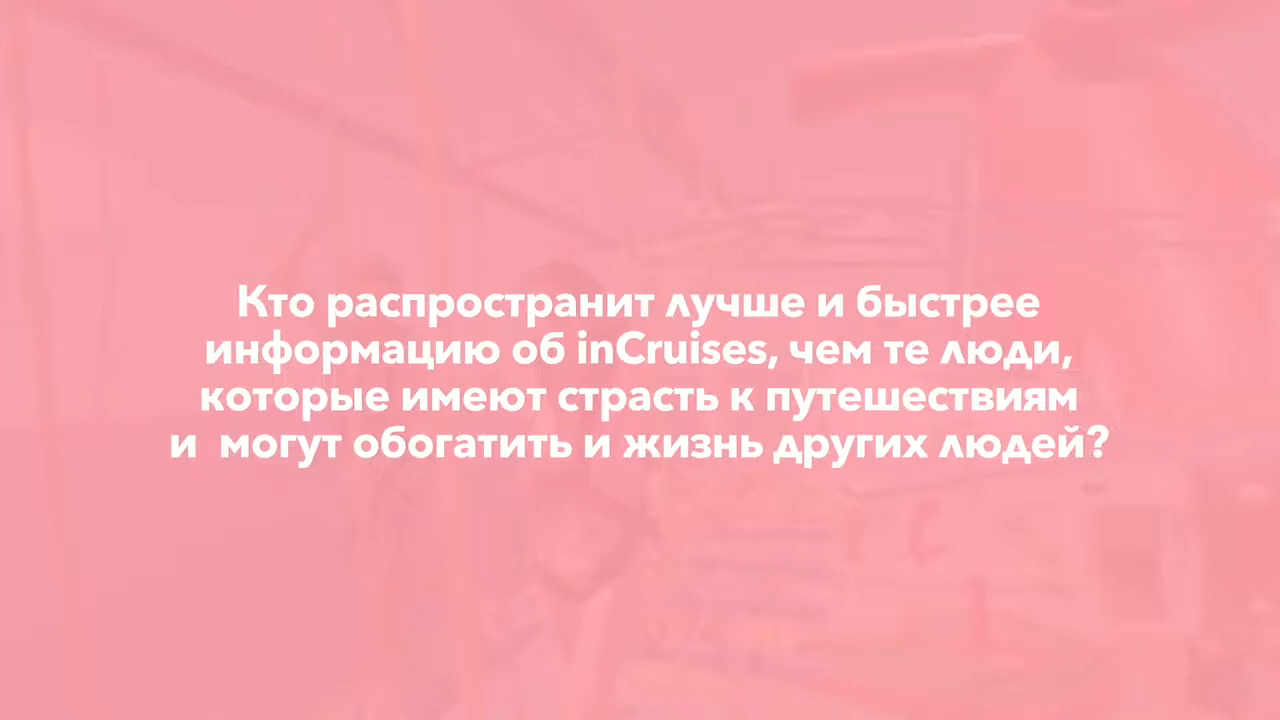 Кто распространит лучше и быстрее
информацию об inCruises, чем те люди,
которые имеют страсть к путешествиям
и  могут обогатить и жизнь других людей?